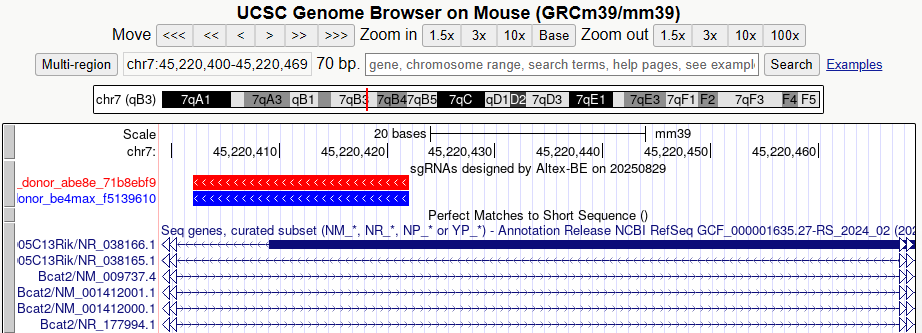 UCSC Genome Browser on Mouse (GRCm39/mm39)
Move <<< << < > >> >>> Zoom in 1.5x 3x 10x Base Zoom out 1.5x 3x 10x 100x
Multi-region chr7:45,220,400-45,220,469 70 bp. gene, chromosome range, search terms, help pages, see exampl Search Examples
chr7 (qB3) 7qA1 7qA3 qB1 7qB3 7qB4 7qB5 7qC qD1 D2 7qD3 7qE1 7qE3 7qF1 F2 7qF3 F4 F5
Scale 20 bases mm39
chr7: 45,220,410 45,220,420 45,220,430 45,220,440 45,220,450 45,220,460
sgRNAs designed by Altex-BE on 20250829
_donor_abe8e_71b8ebf9
donor_be4max_f5139610
Perfect Matches to Short Sequence ()
Seq genes, curated subset (NM_*, NR_*, NP_* or YP_*) - Annotation Release NCBI RefSeq GCF_000001635.27-RS_2024_02 (202
05C13Rik/NR_038166.1
05C13Rik/NR_038165.1
Bcat2/NM_009737.4
Bcat2/NM_001412001.1
Bcat2/NM_001412000.1
Bcat2/NR_177994.1